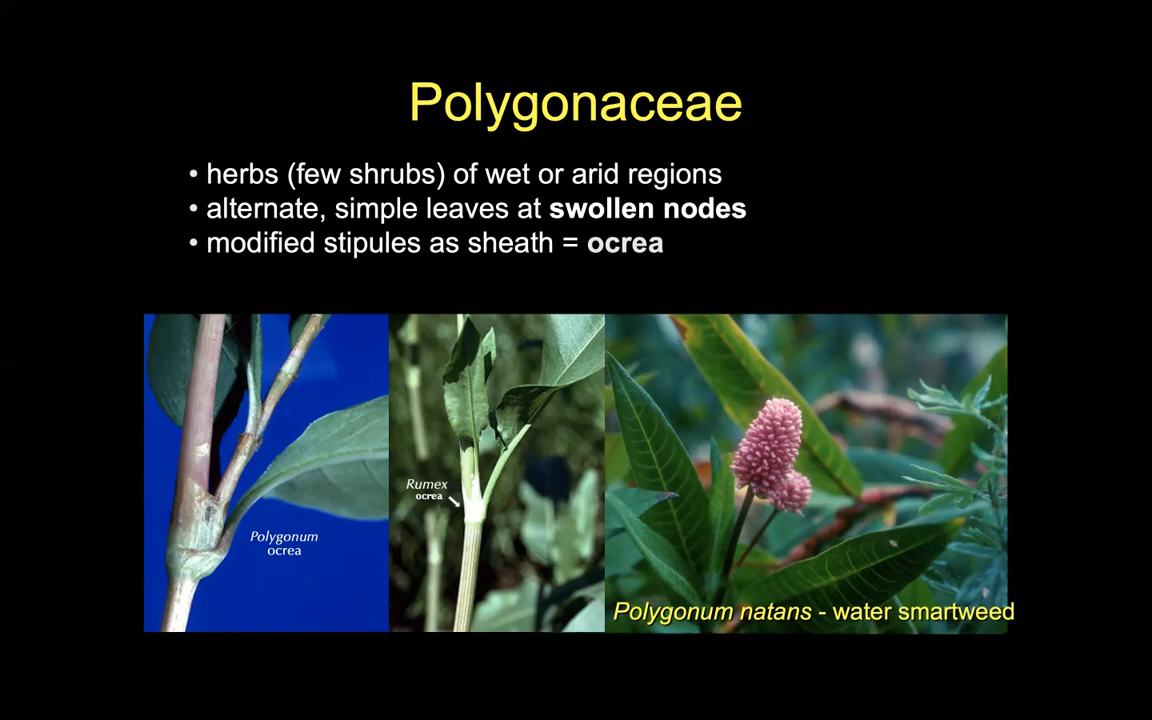 Polygonaceae
• herbs (few shrubs) of wet or arid regions
• alternate, simple leaves at swollen nodes
• modified stipules as sheath = ocrea
Polygonum
ocrea
Rumex
ocrea
Polygonum natans - water smartweed